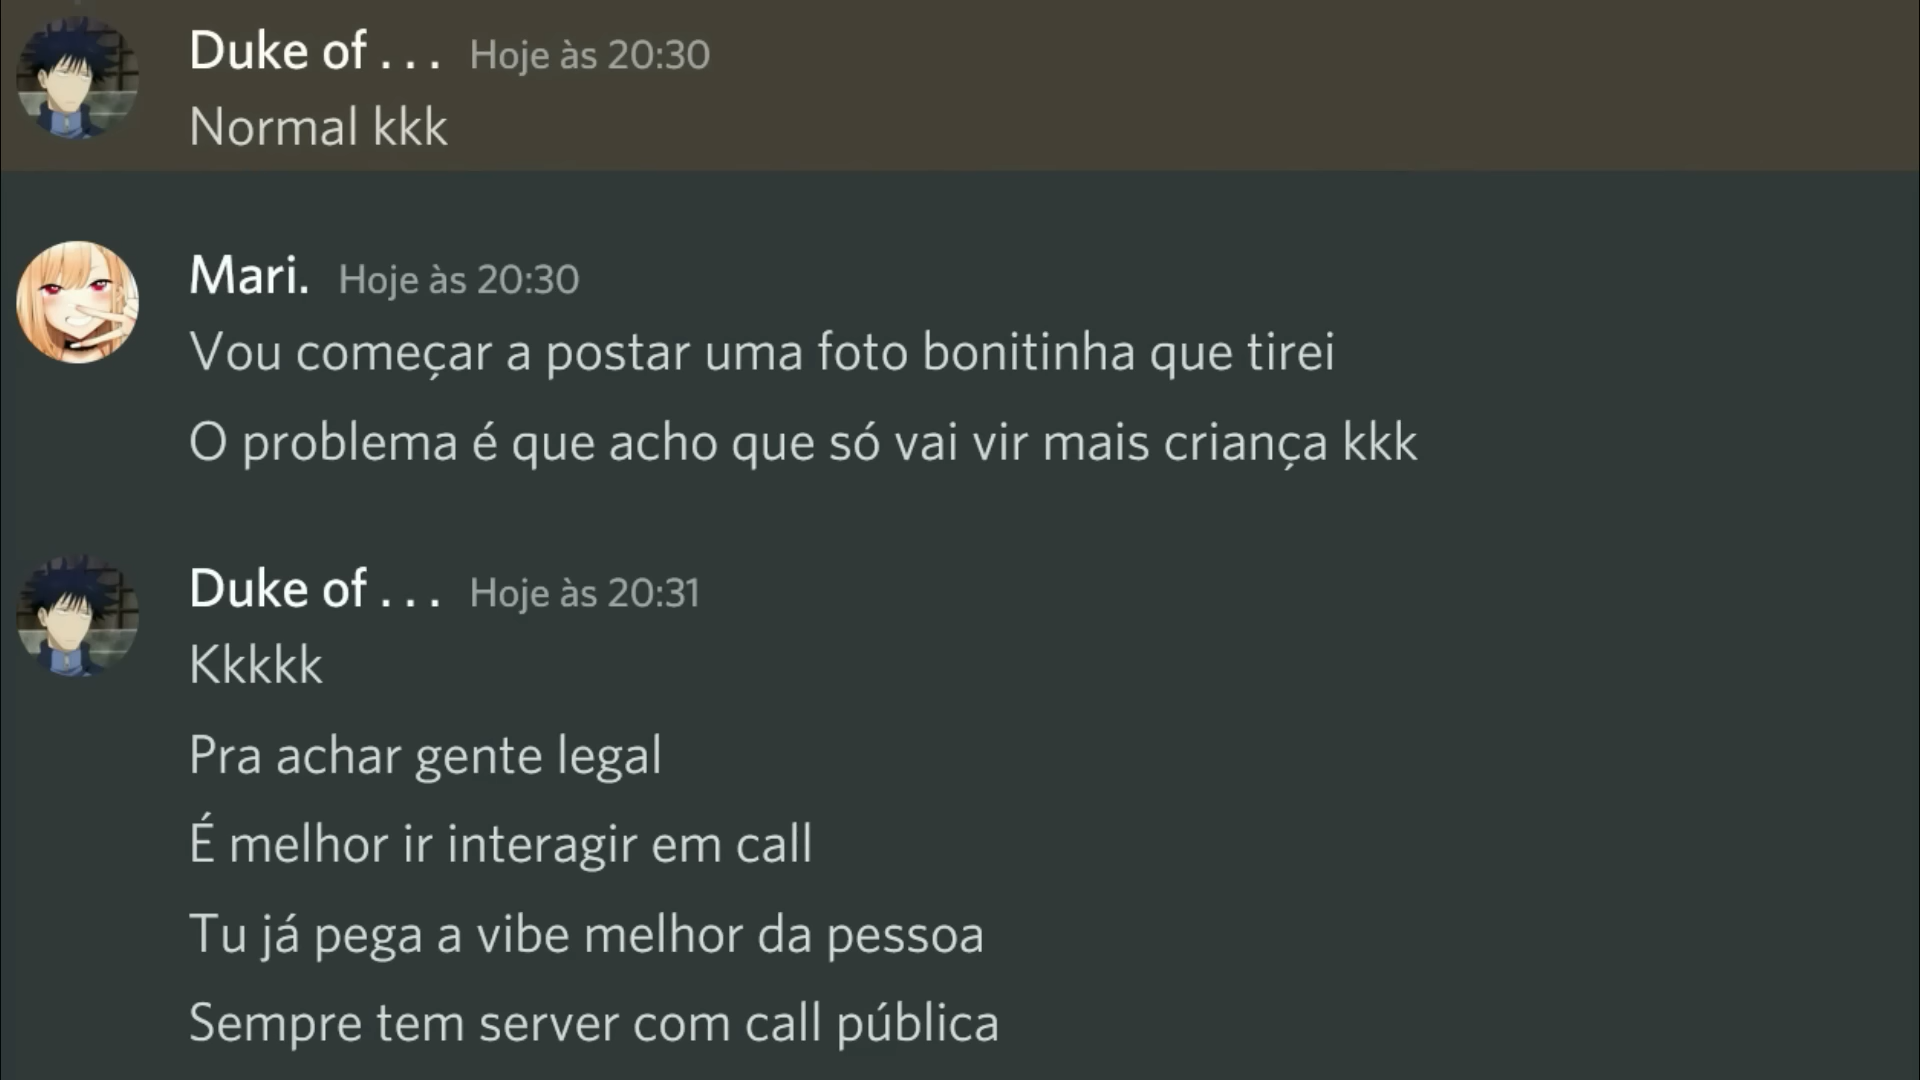 Duke of . . . Hoje às 20:30
Normal kkk
Mari. Hoje às 20:30
Vou começar a postar uma foto bonitinha que tirei
O problema é que acho que só vai vir mais criança kkk
Duke of . . . Hoje às 20:31
Kkkkk
Pra achar gente legal
É melhor ir interagir em call
Tu já pega a vibe melhor da pessoa
Sempre tem server com call pública